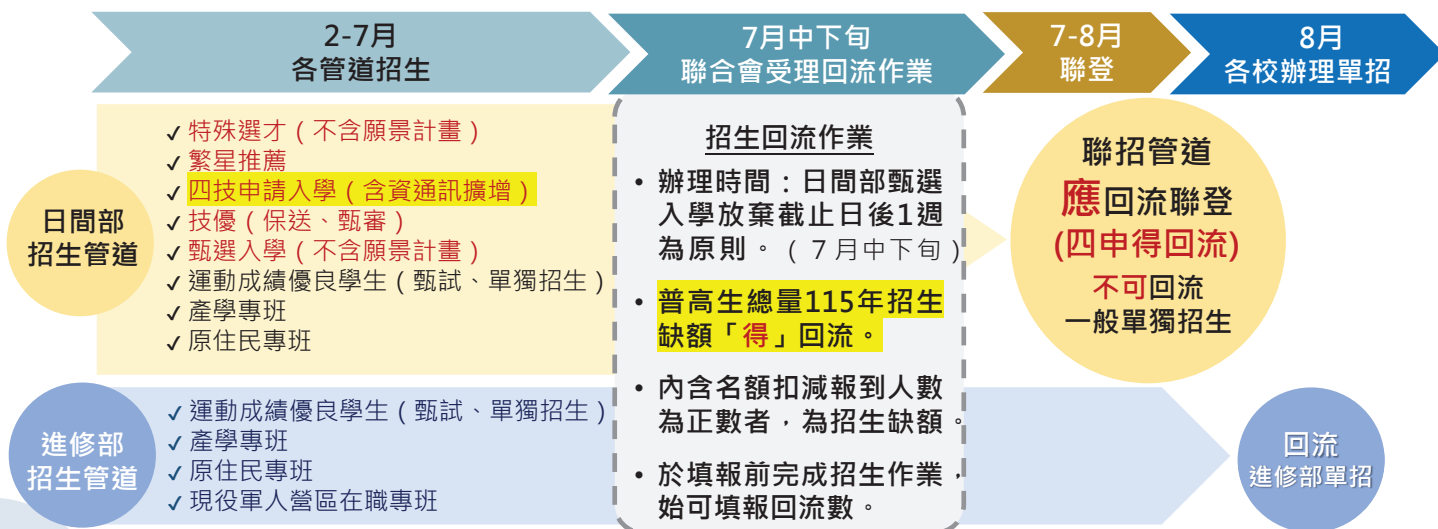 2-7月
各管道招生
7月中下旬
聯合會受理回流作業
7-8月
聯登
8月
各校辦理單招
日間部
招生管道
✓ 特殊選才（不含願景計畫）
✓ 繁星推薦
✓ 四技申請入學（含資通訊擴增）
✓ 技優（保送、甄審）
✓ 甄選入學（不含願景計畫）
✓ 運動成績優良學生（甄試、單獨招生）
✓ 產學專班
✓ 原住民專班
進修部
招生管道
✓ 運動成績優良學生（甄試、單獨招生）
✓ 產學專班
✓ 原住民專班
✓ 現役軍人營區在職專班
招生回流作業
• 辦理時間：日間部甄選
入學放棄截止日後1週
為原則。（7月中下旬）
• 普高生總量115年招生
缺額「得」回流。
• 內含名額扣減報到人數
為正數者，為招生缺額。
• 於填報前完成招生作業，
始可填報回流數。
聯招管道
應回流聯登
(四申得回流)
不可回流
一般單獨招生
回流
進修部單招